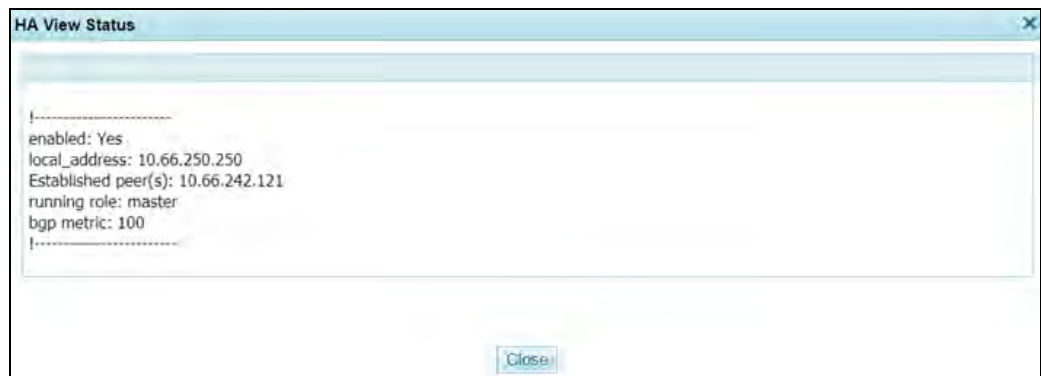 HA View Status
!-----------------------
enabled: Yes
local_address: 10.66.250.250
Established peer(s): 10.66.242.121
running role: master
bgp metric: 100
!------------------------
Close